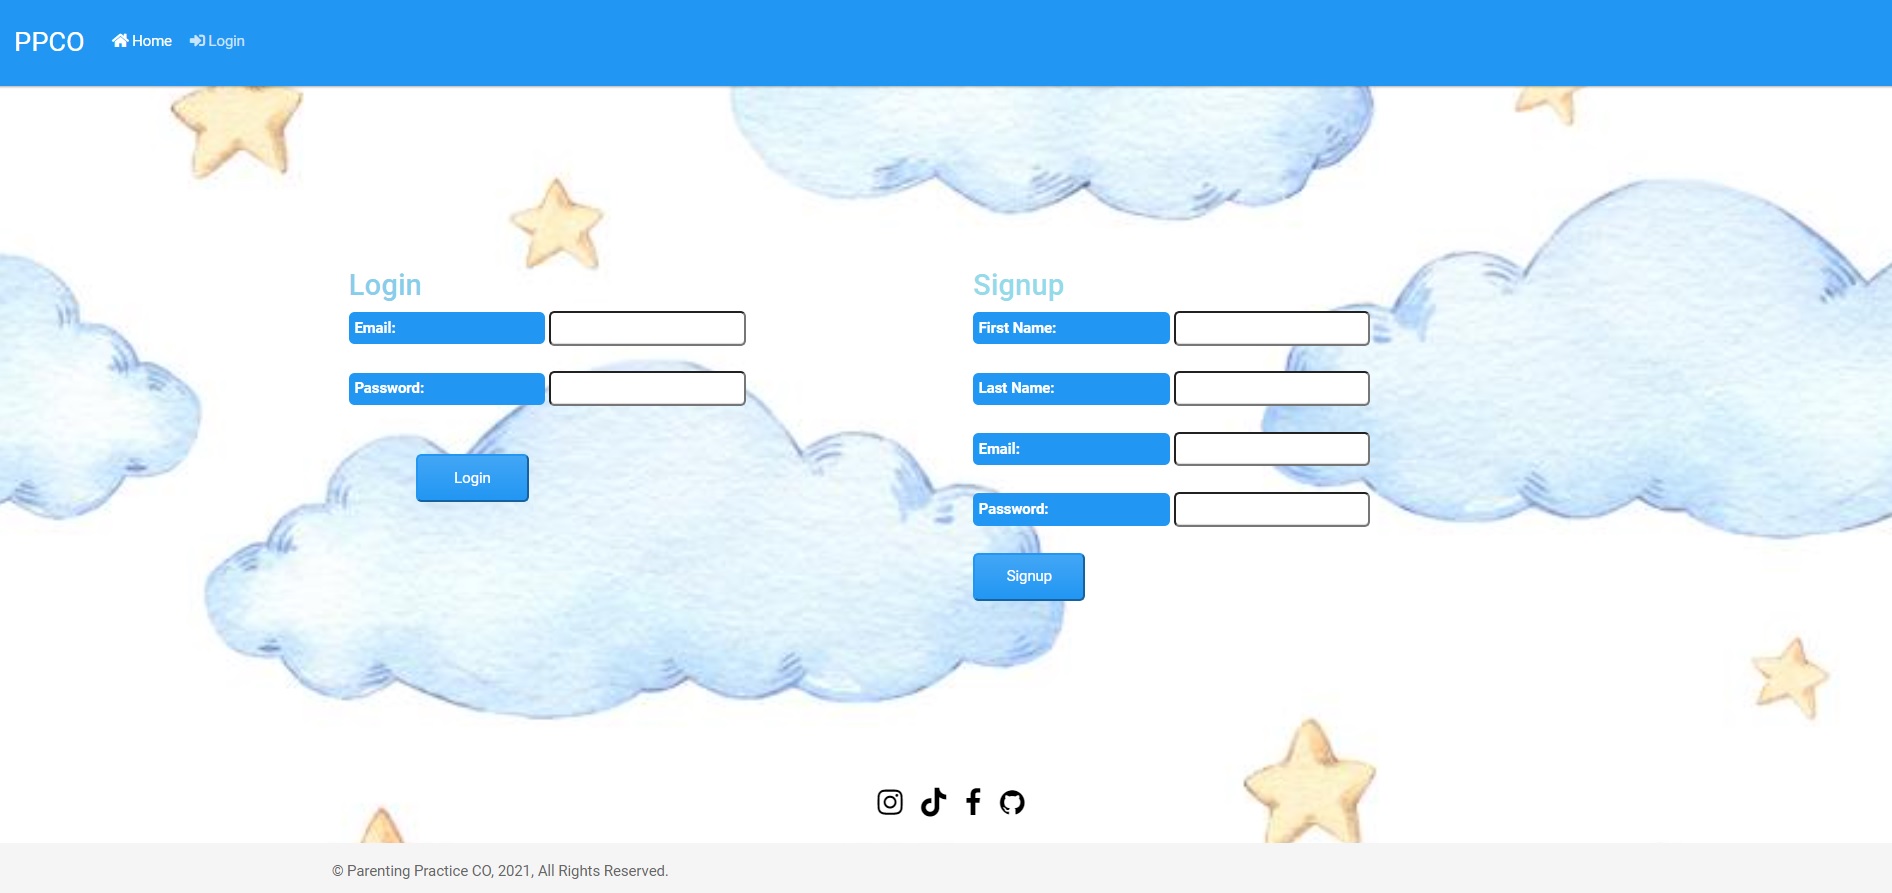 PPCO Home Login
Login
Email:
Password:
Login
Signup
First Name:
Last Name:
Email:
Password:
Signup
© Parenting Practice CO, 2021, All Rights Reserved.